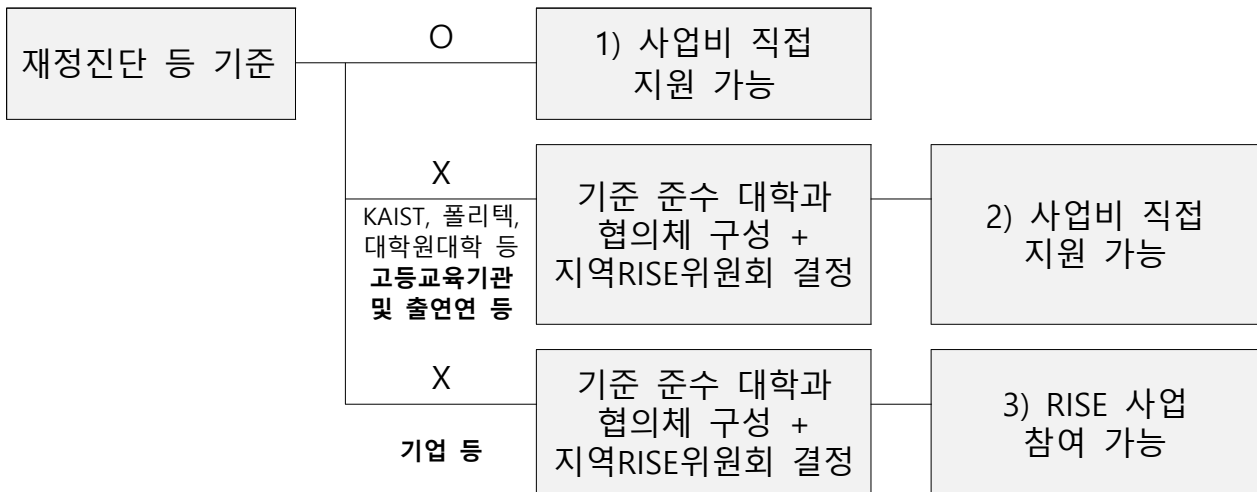 재정진단 등 기준
O
1) 사업비 직접
지원 가능
X
KAIST, 폴리텍,
대학원대학 등
고등교육기관
및 출연연 등
기준 준수 대학과
협의체 구성 +
지역RISE위원회 결정
2) 사업비 직접
지원 가능
X
기업 등
기준 준수 대학과
협의체 구성 +
지역RISE위원회 결정
3) RISE 사업
참여 가능